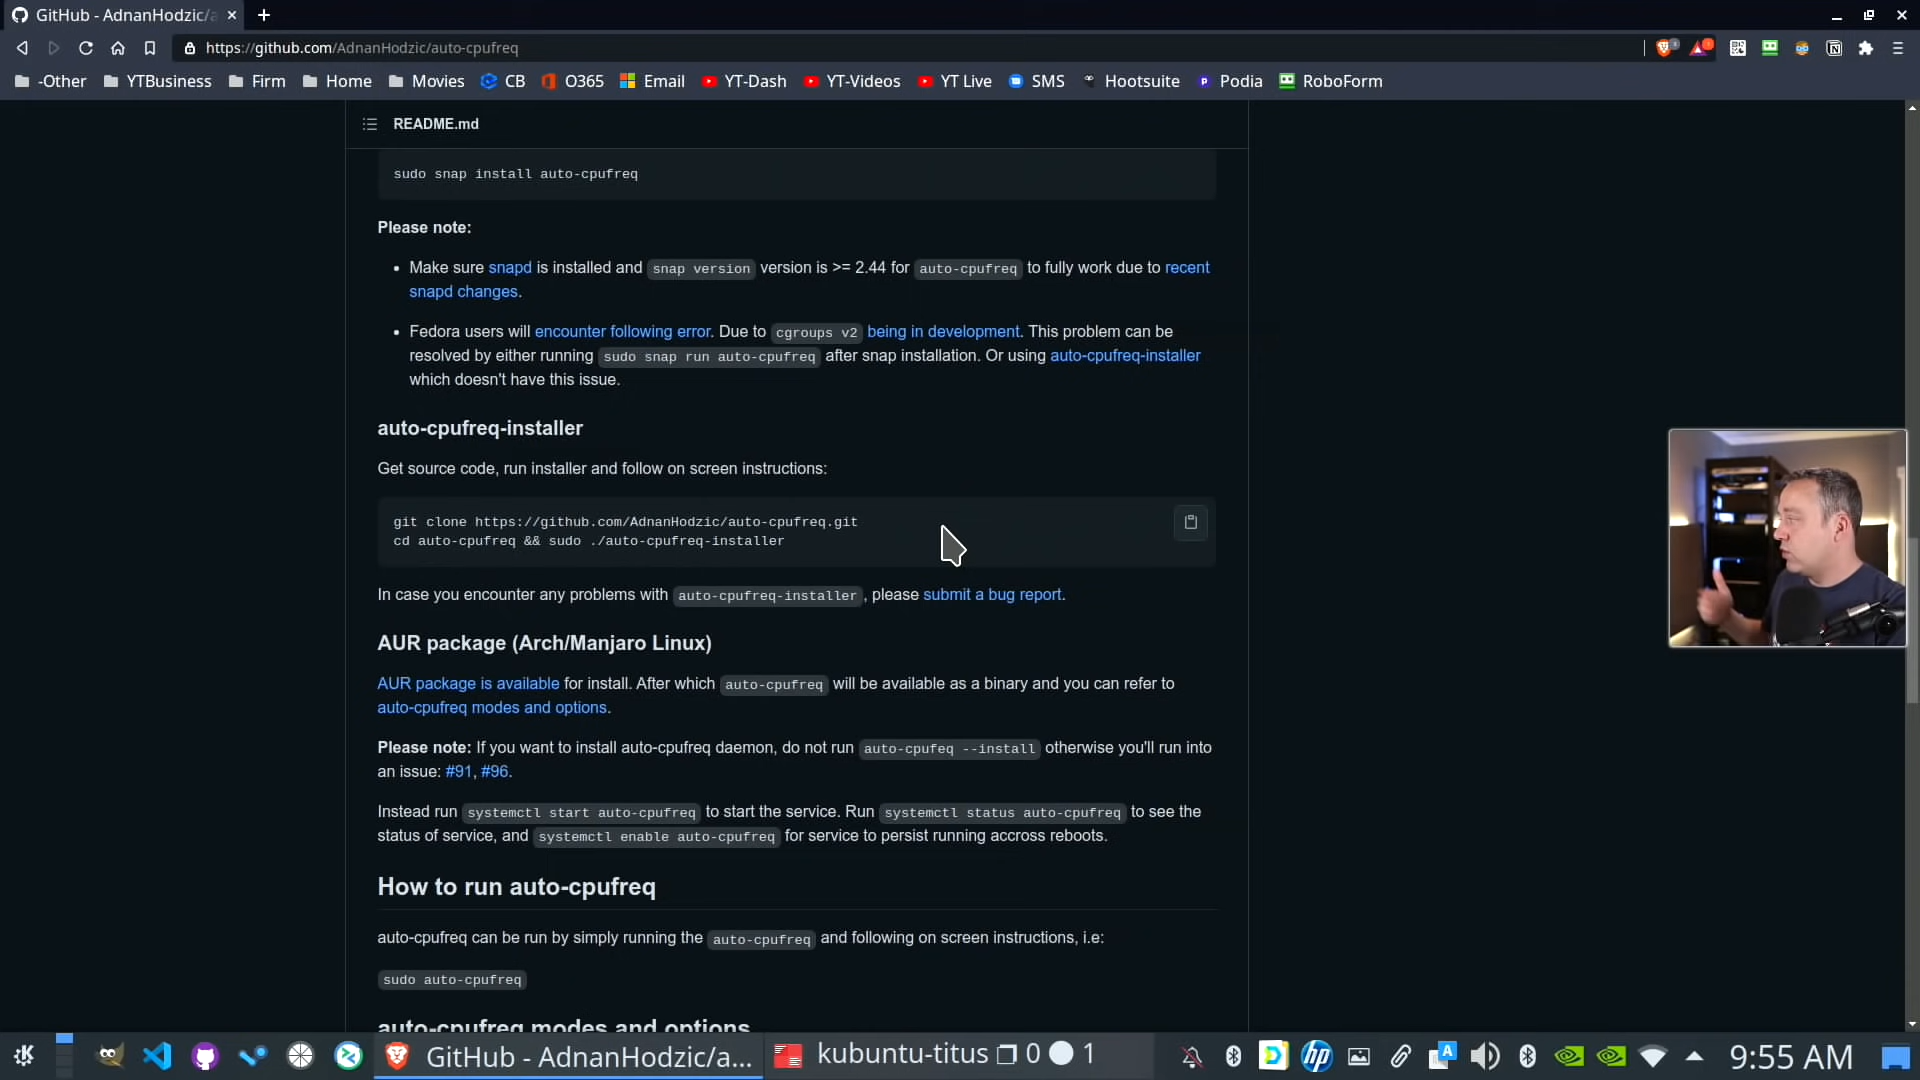 GitHub - AdnanHodzic/a
https://github.com/AdnanHodzic/auto-cpufreq
-Other YTBusiness Firm Home Movies CB O365 Email YT-Dash YT-Videos YT Live SMS Hootsuite Podia RoboForm
README.md
sudo snap install auto-cpufreq
Please note:
Make sure snapd is installed and snap version version is >= 2.44 for auto-cpufreq to fully work due to recent
snapd changes.
Fedora users will encounter following error. Due to cgroups v2 being in development. This problem can be
resolved by either running sudo snap run auto-cpufreq after snap installation. Or using auto-cpufreq-installer
which doesn't have this issue.
auto-cpufreq-installer
Get source code, run installer and follow on screen instructions:
git clone https://github.com/AdnanHodzic/auto-cpufreq.git
cd auto-cpufreq && sudo ./auto-cpufreq-installer
In case you encounter any problems with auto-cpufreq-installer, please submit a bug report.
AUR package (Arch/Manjaro Linux)
AUR package is available for install. After which auto-cpufreq will be available as a binary and you can refer to
auto-cpufreq modes and options.
Please note: If you want to install auto-cpufreq daemon, do not run auto-cpufeq --install otherwise you'll run into
an issue: #91, #96.
Instead run systemctl start auto-cpufreq to start the service. Run systemctl status auto-cpufreq to see the
status of service, and systemctl enable auto-cpufreq for service to persist running accross reboots.
How to run auto-cpufreq
auto-cpufreq can be run by simply running the auto-cpufreq and following on screen instructions, i.e:
sudo auto-cpufreq
auto-cpufreq modes and options
GitHub - AdnanHodzic/a... kubuntu-titus 0 1 9:55 AM